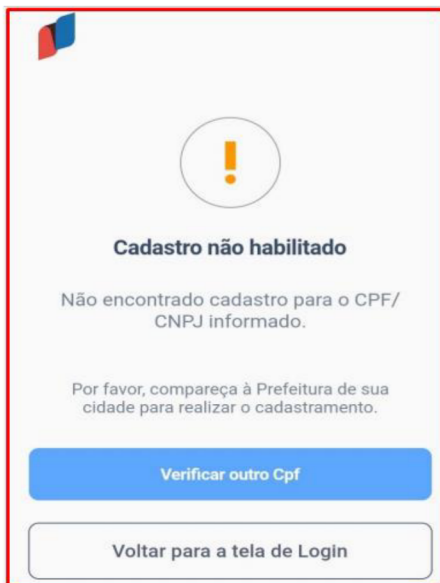 !
Cadastro não habilitado
Não encontrado cadastro para o CPF/
CNPJ informado.
Por favor, compareça à Prefeitura de sua
cidade para realizar o cadastramento.
Verificar outro Cpf
Voltar para a tela de Login